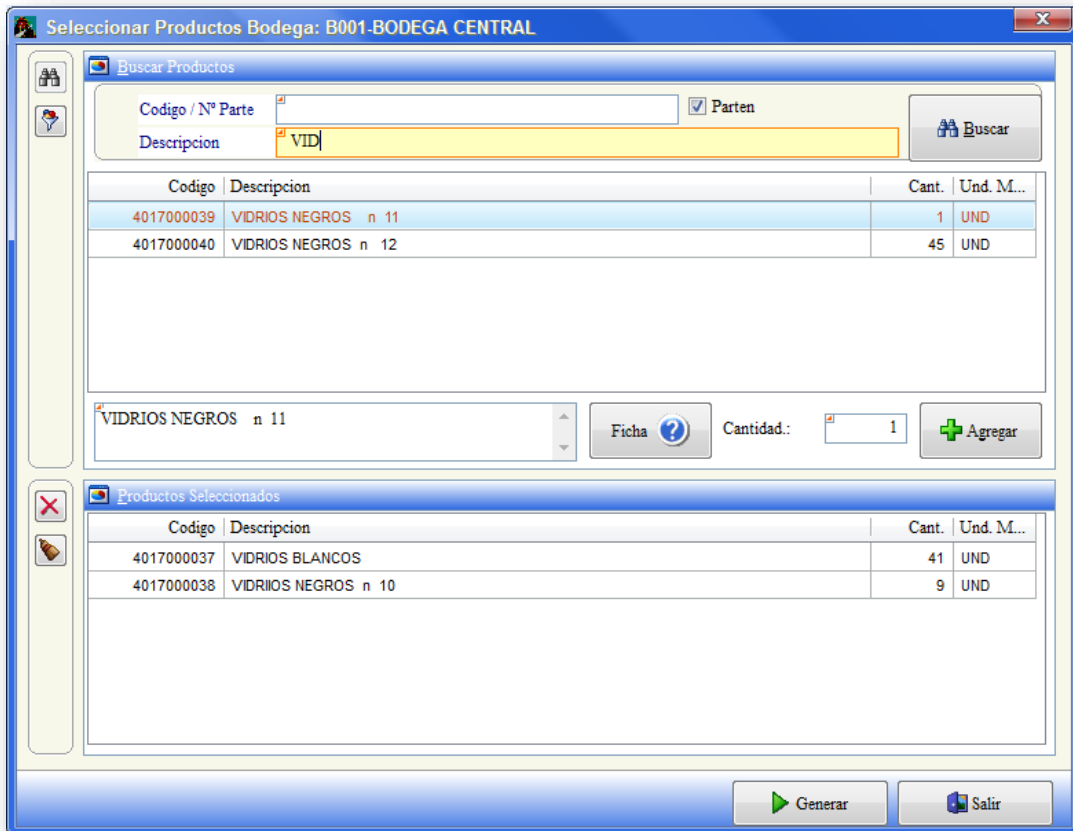 Seleccionar Productos Bodega: B001-BODEGA CENTRAL
Buscar Productos
Codigo / Nº Parte Parten
Descripcion VID Buscar
Codigo Descripcion Cant. Und. M...
4017000039 VIDRIOS NEGROS n 11 1 UND
4017000040 VIDRIOS NEGROS n 12 45 UND
VIDRIOS NEGROS n 11 Ficha Cantidad.: 1 Agregar
Productos Seleccionados
Codigo Descripcion Cant. Und. M...
4017000037 VIDRIOS BLANCOS 41 UND
4017000038 VIDRIIOS NEGROS n 10 9 UND
Generar Salir